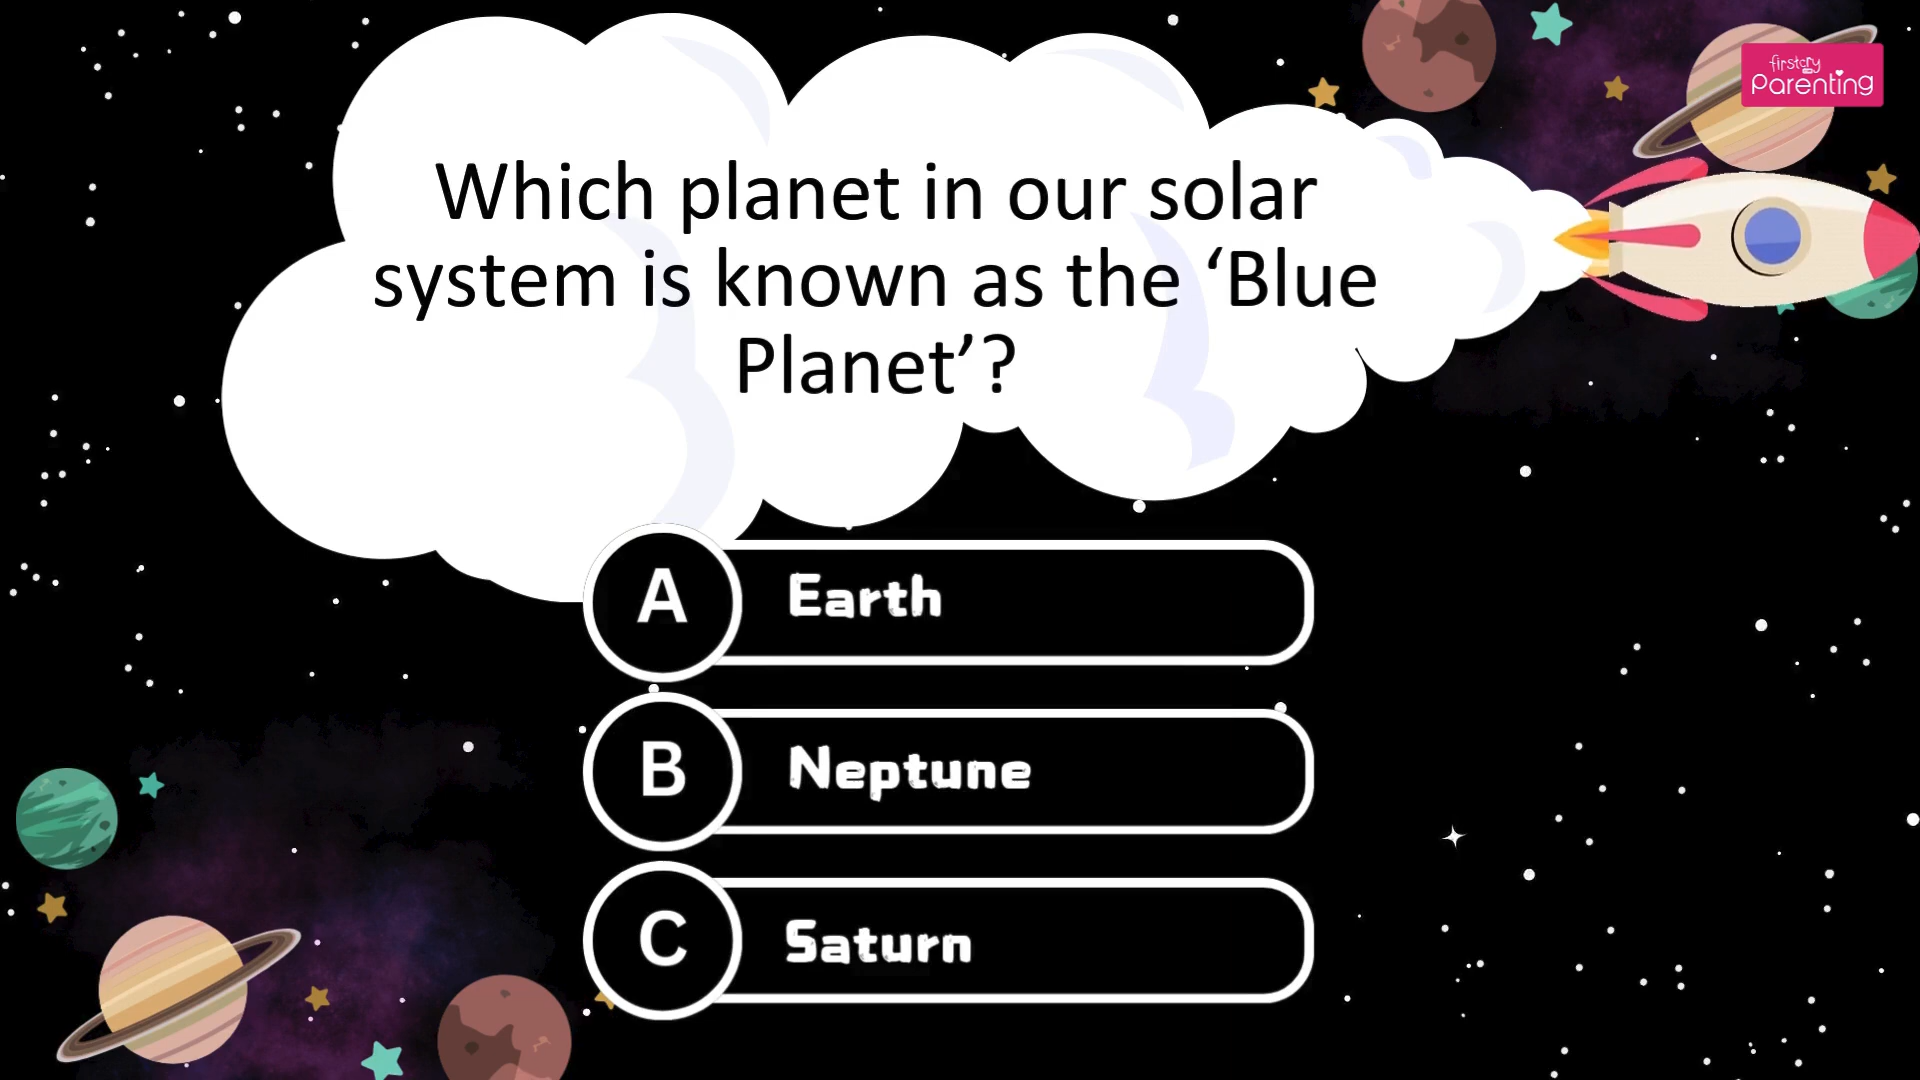 firstcry
Parenting
Which planet in our solar
system is known as the ‘Blue
Planet’?
A Earth
B Neptune
C Saturn